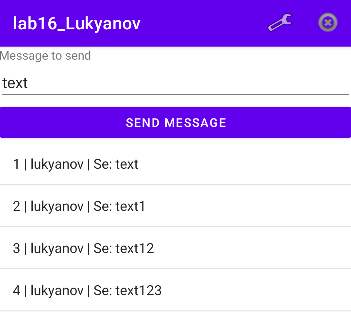 lab16_Lukyanov
Message to send
text
SEND MESSAGE
1 | lukyanov | Se: text
2 | lukyanov | Se: text1
3 | lukyanov | Se: text12
4 | lukyanov | Se: text123